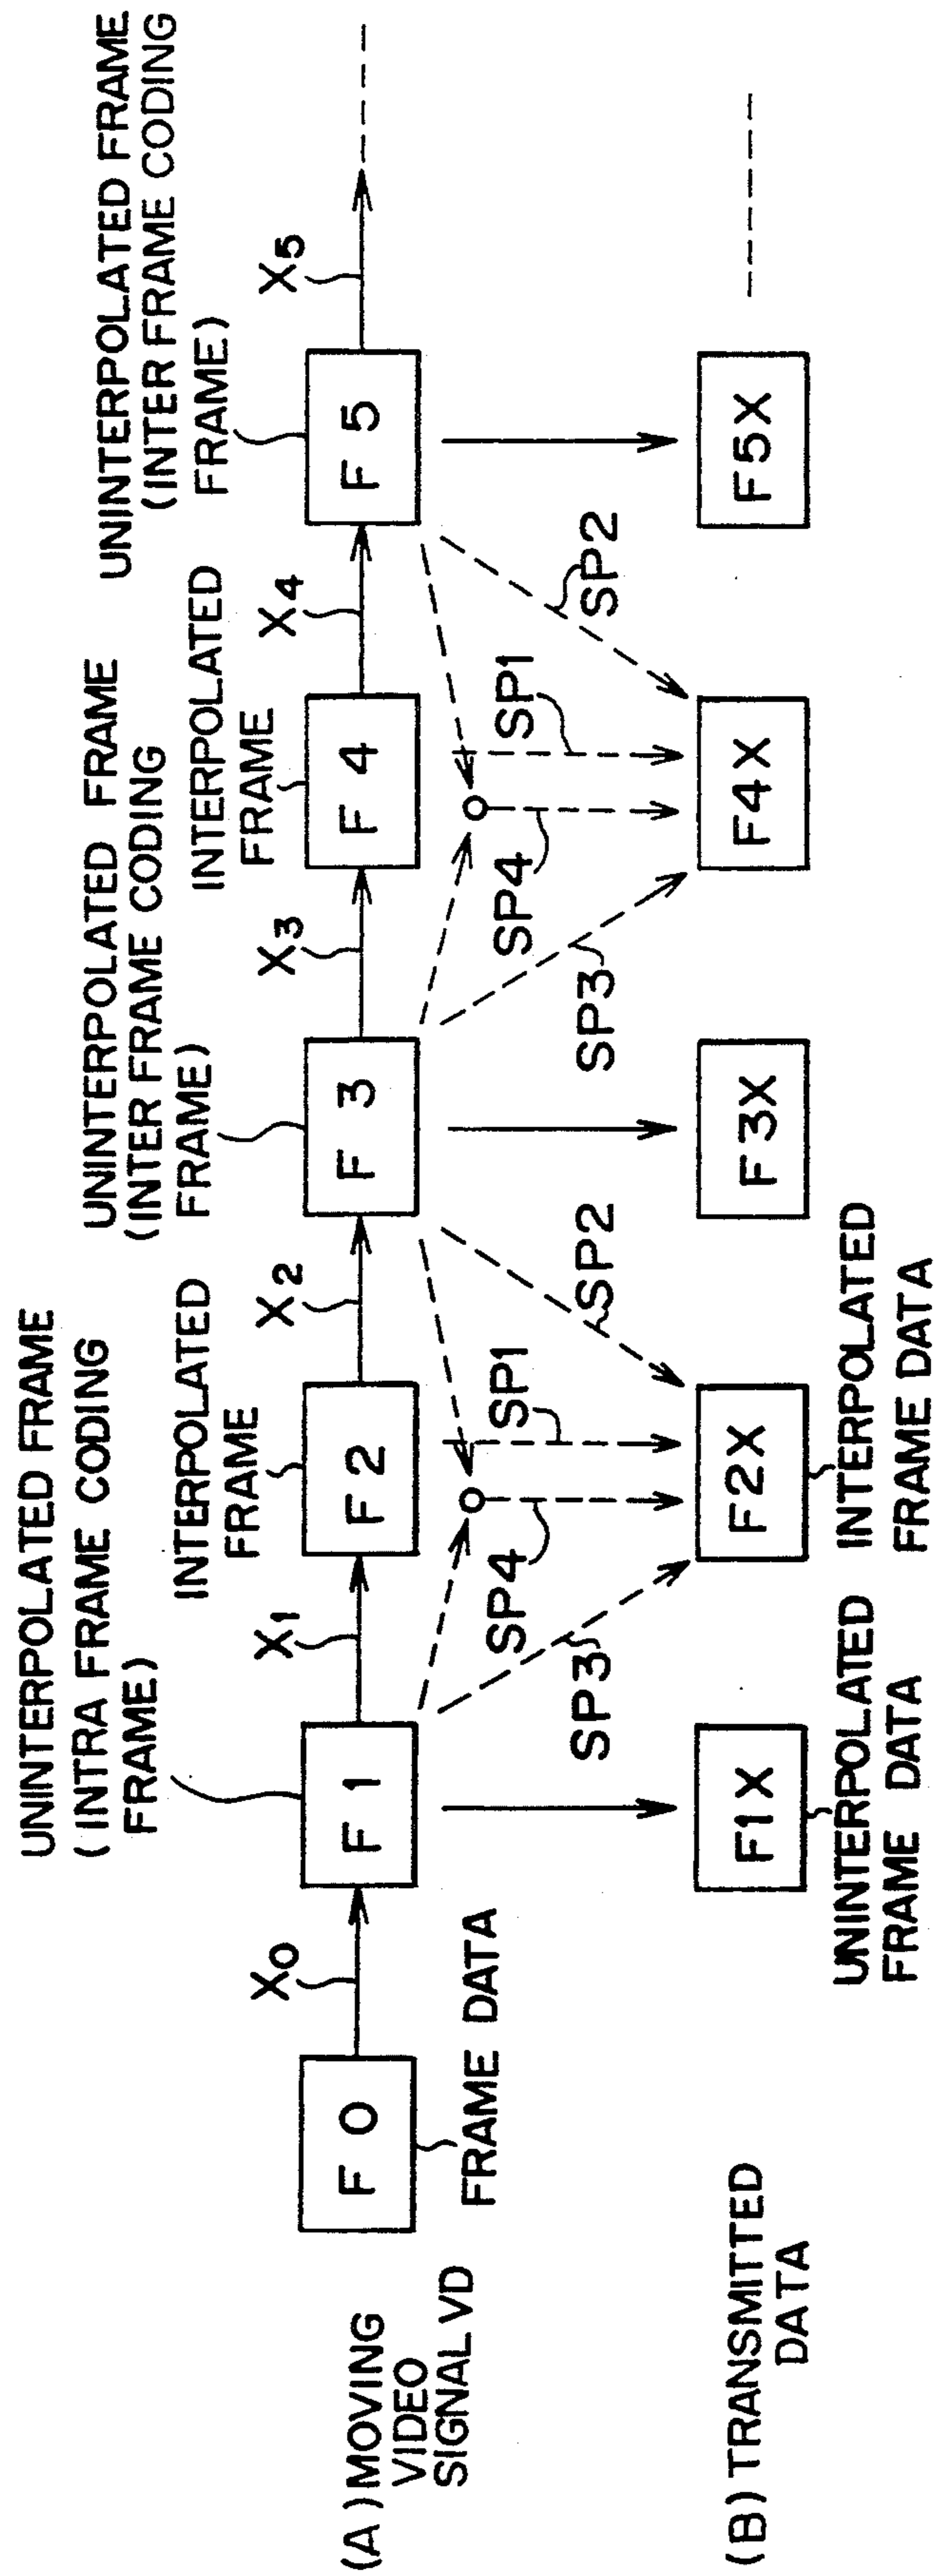 UNINTERPOLATED FRAME
(INTRA FRAME CODING
FRAME)
INTERPOLATED
FRAME
UNINTERPOLATED FRAME
(INTER FRAME CODING
FRAME)
INTERPOLATED
FRAME
UNINTERPOLATED FRAME
(INTER FRAME CODING
FRAME)
(A) MOVING
VIDEO
SIGNAL VD
F 0
X0
F 1
X1
F 2
X2
F 3
X3
F 4
X4
F 5
X5
FRAME DATA
SP3
SP4
SP1
SP2
SP3
SP4
SP1
SP2
(B) TRANSMITTED
DATA
F1X
F2X
F3X
F4X
F5X
UNINTERPOLATED
FRAME DATA
INTERPOLATED
FRAME DATA